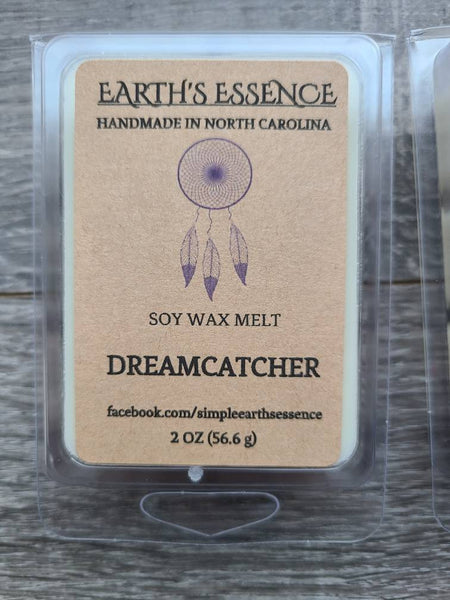 EARTH'S ESSENCE
HANDMADE IN NORTH CAROLINA
SOY WAX MELT
DREAMCATCHER
facebook.com/simpleearthsessence
2 OZ (56.6 g)